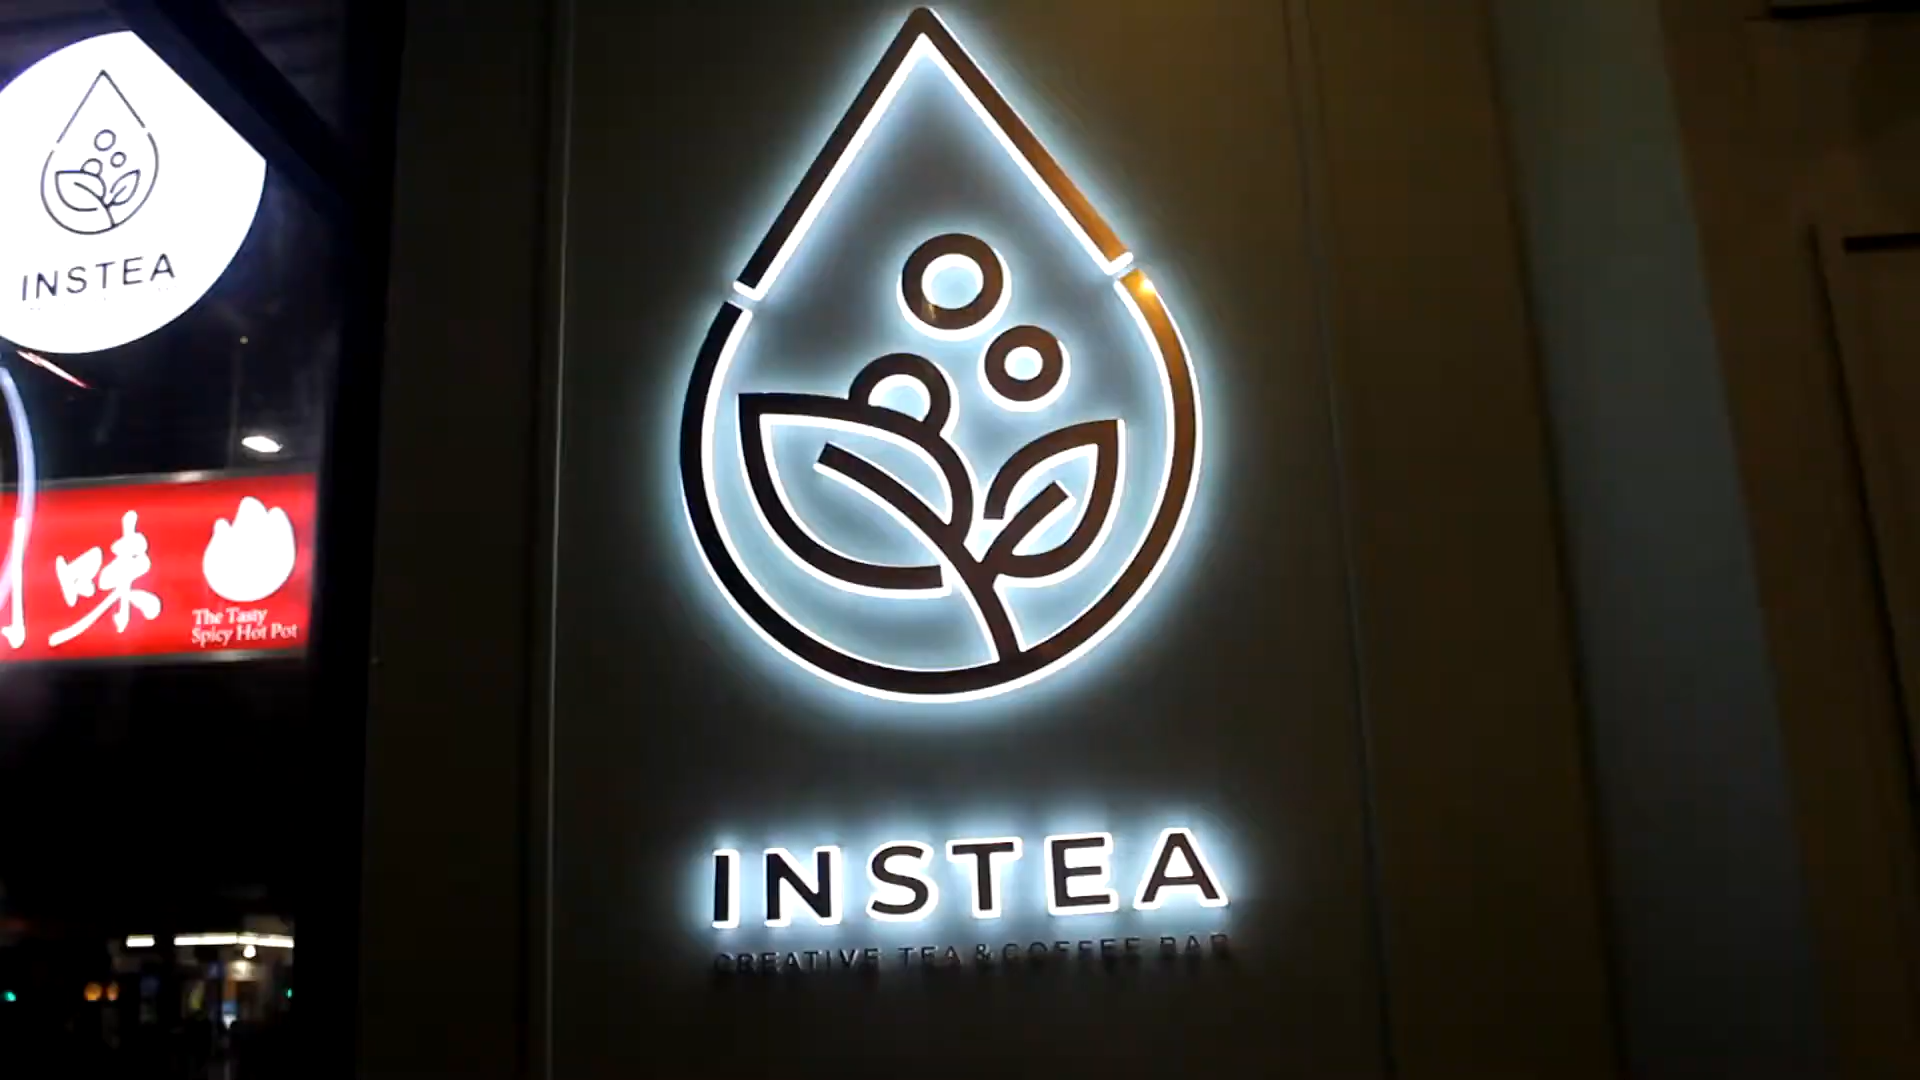 INSTEA
味
The Tasty
Spicy Hot Pot
INSTEA
CREATIVE TEA & COFFEE BAR